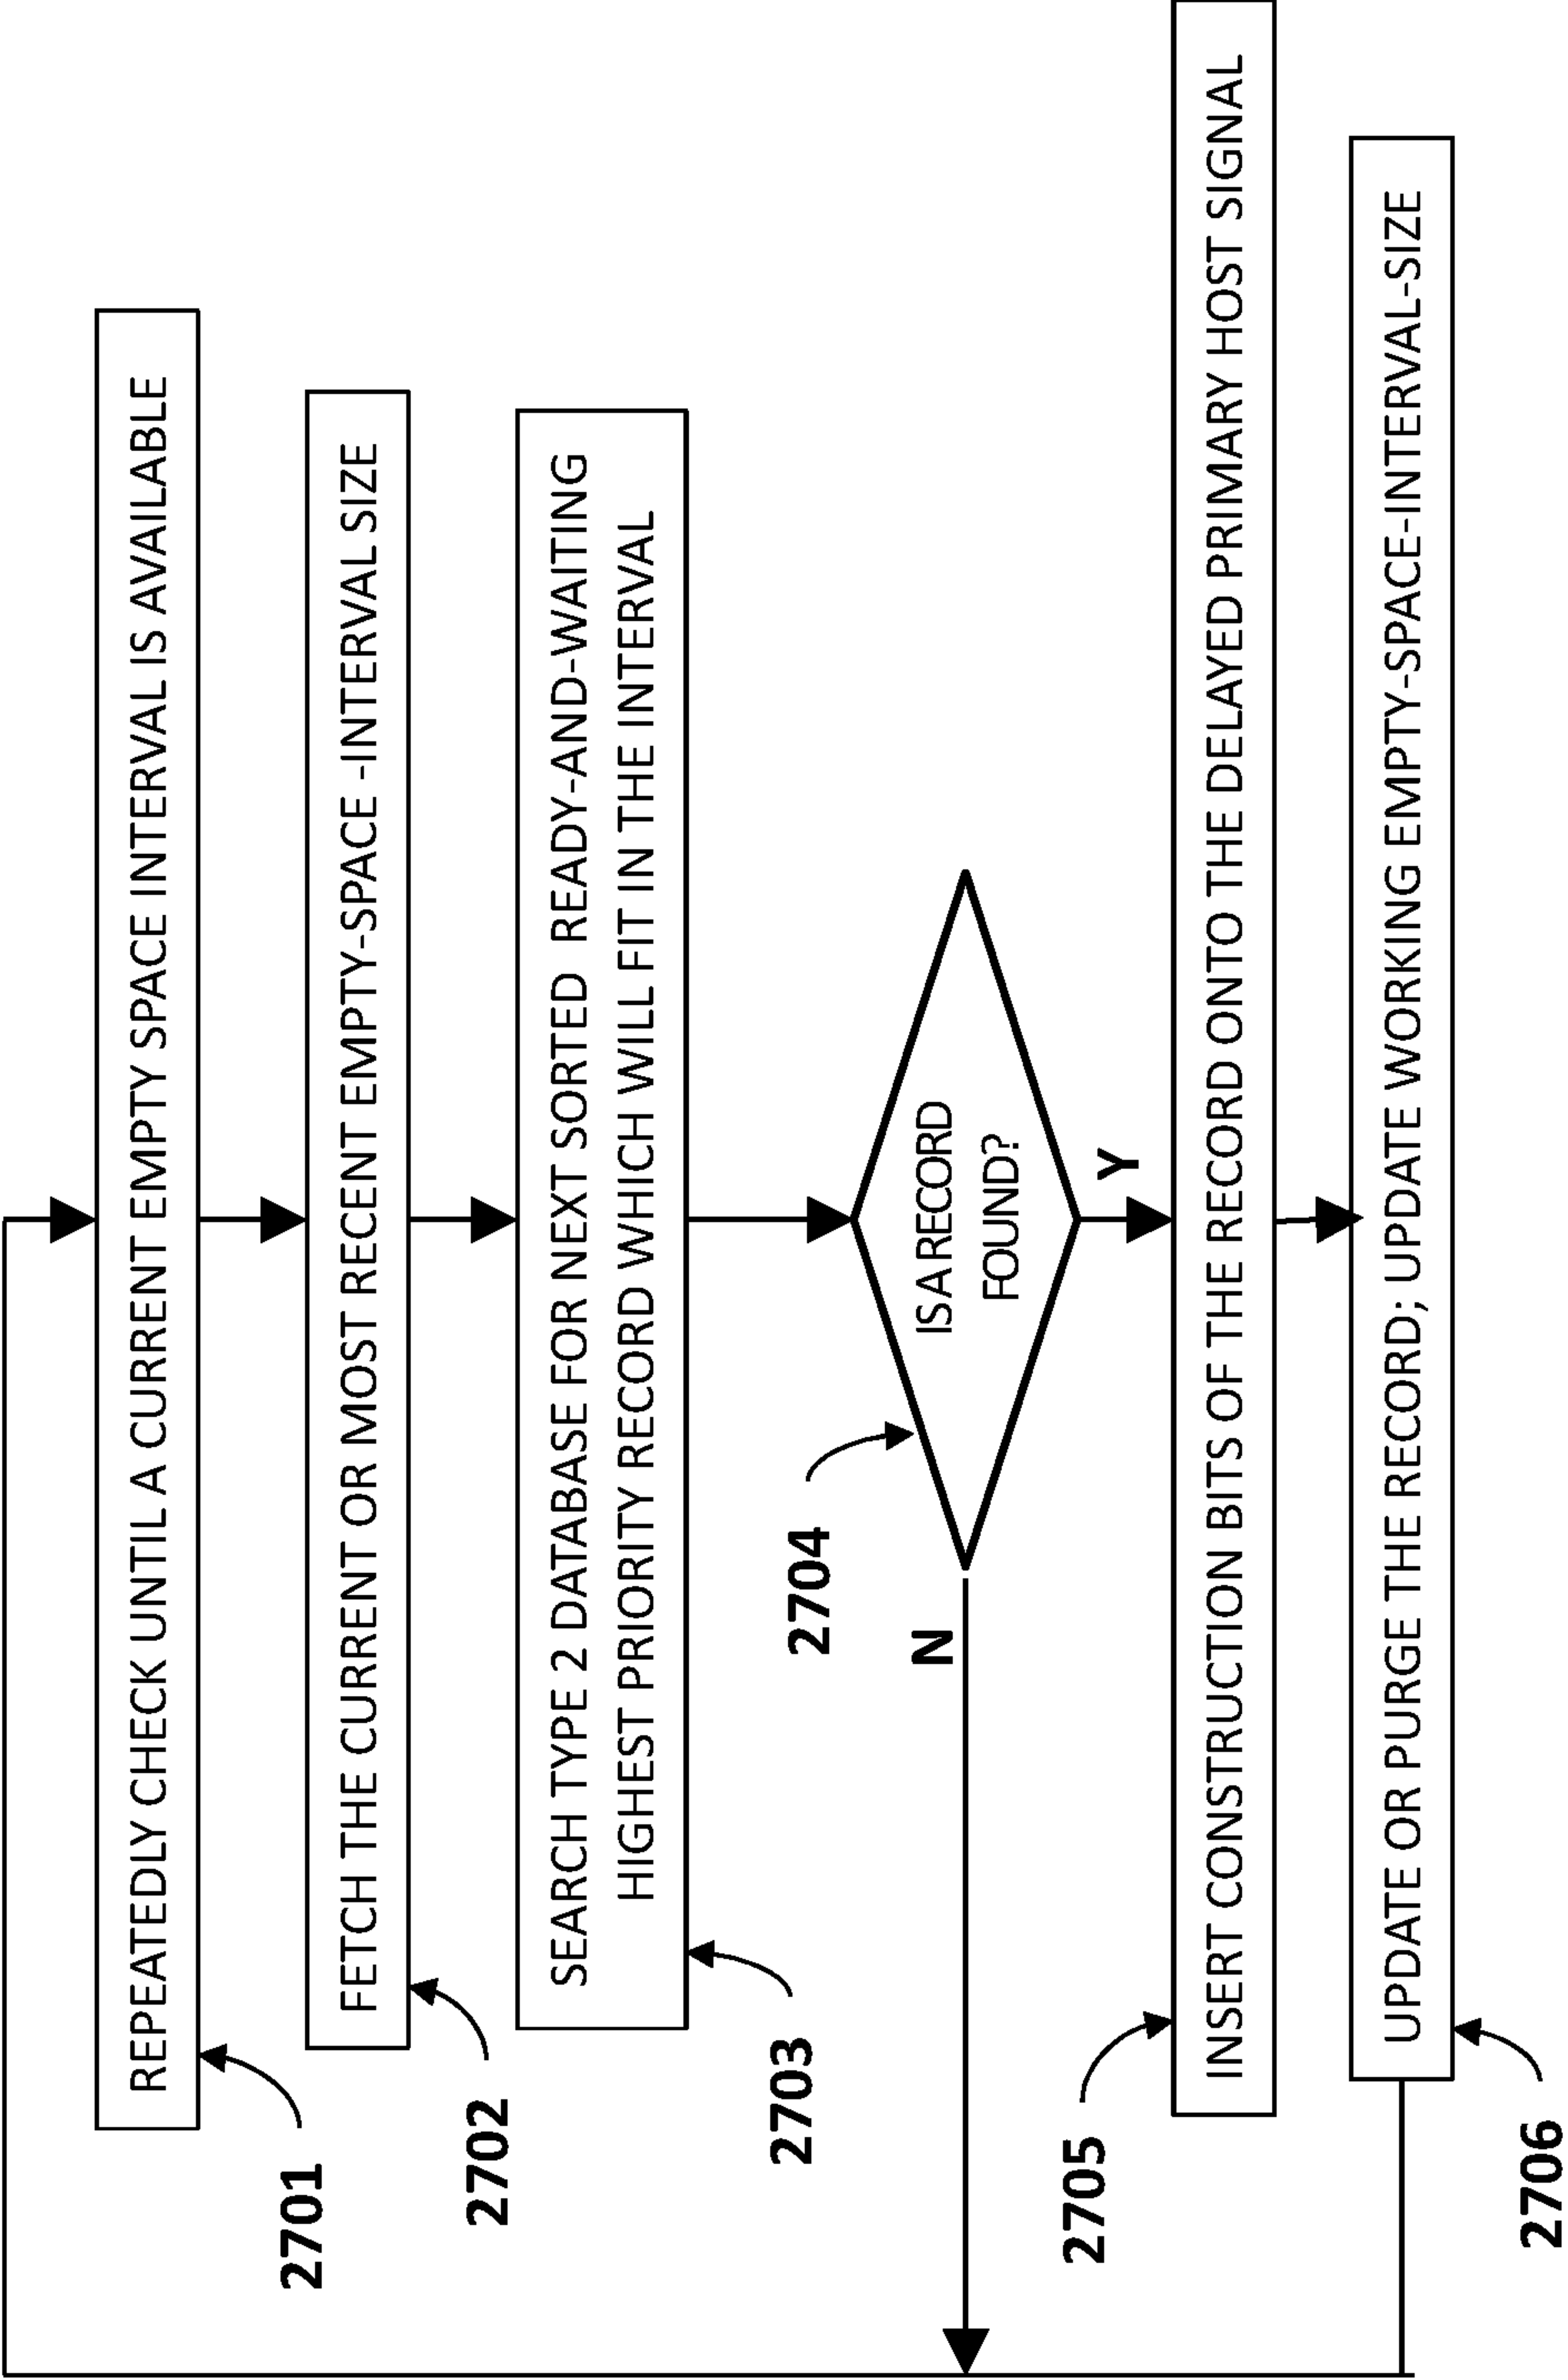 REPEATEDLY CHECK UNTIL A CURRENT EMPTY SPACE INTERVAL IS AVAILABLE
2701
FETCH THE CURRENT OR MOST RECENT EMPTY-SPACE -INTERVAL SIZE
2702
SEARCH TYPE 2 DATABASE FOR NEXT SORTED READY-AND-WAITING
HIGHEST PRIORITY RECORD WHICH WILL FIT IN THE INTERVAL
2703
2704
IS A RECORD
FOUND?
N
Y
2705
INSERT CONSTRUCTION BITS OF THE RECORD ONTO THE DELAYED PRIMARY HOST SIGNAL
UPDATE OR PURGE THE RECORD; UPDATE WORKING EMPTY-SPACE-INTERVAL-SIZE
2706